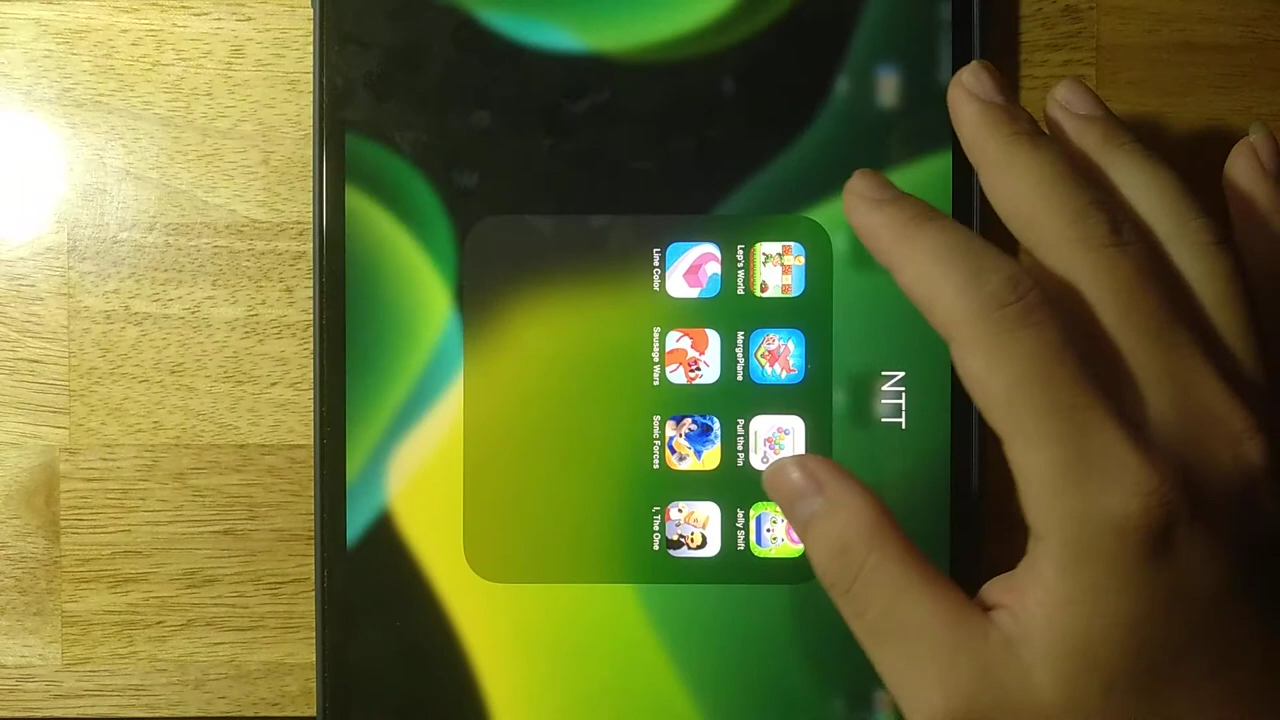 NTT
Lep's World
MergePlane
Pull the Pin
Jelly Shift
Line Color
Sausage Wars
Sonic Forces
I, The One